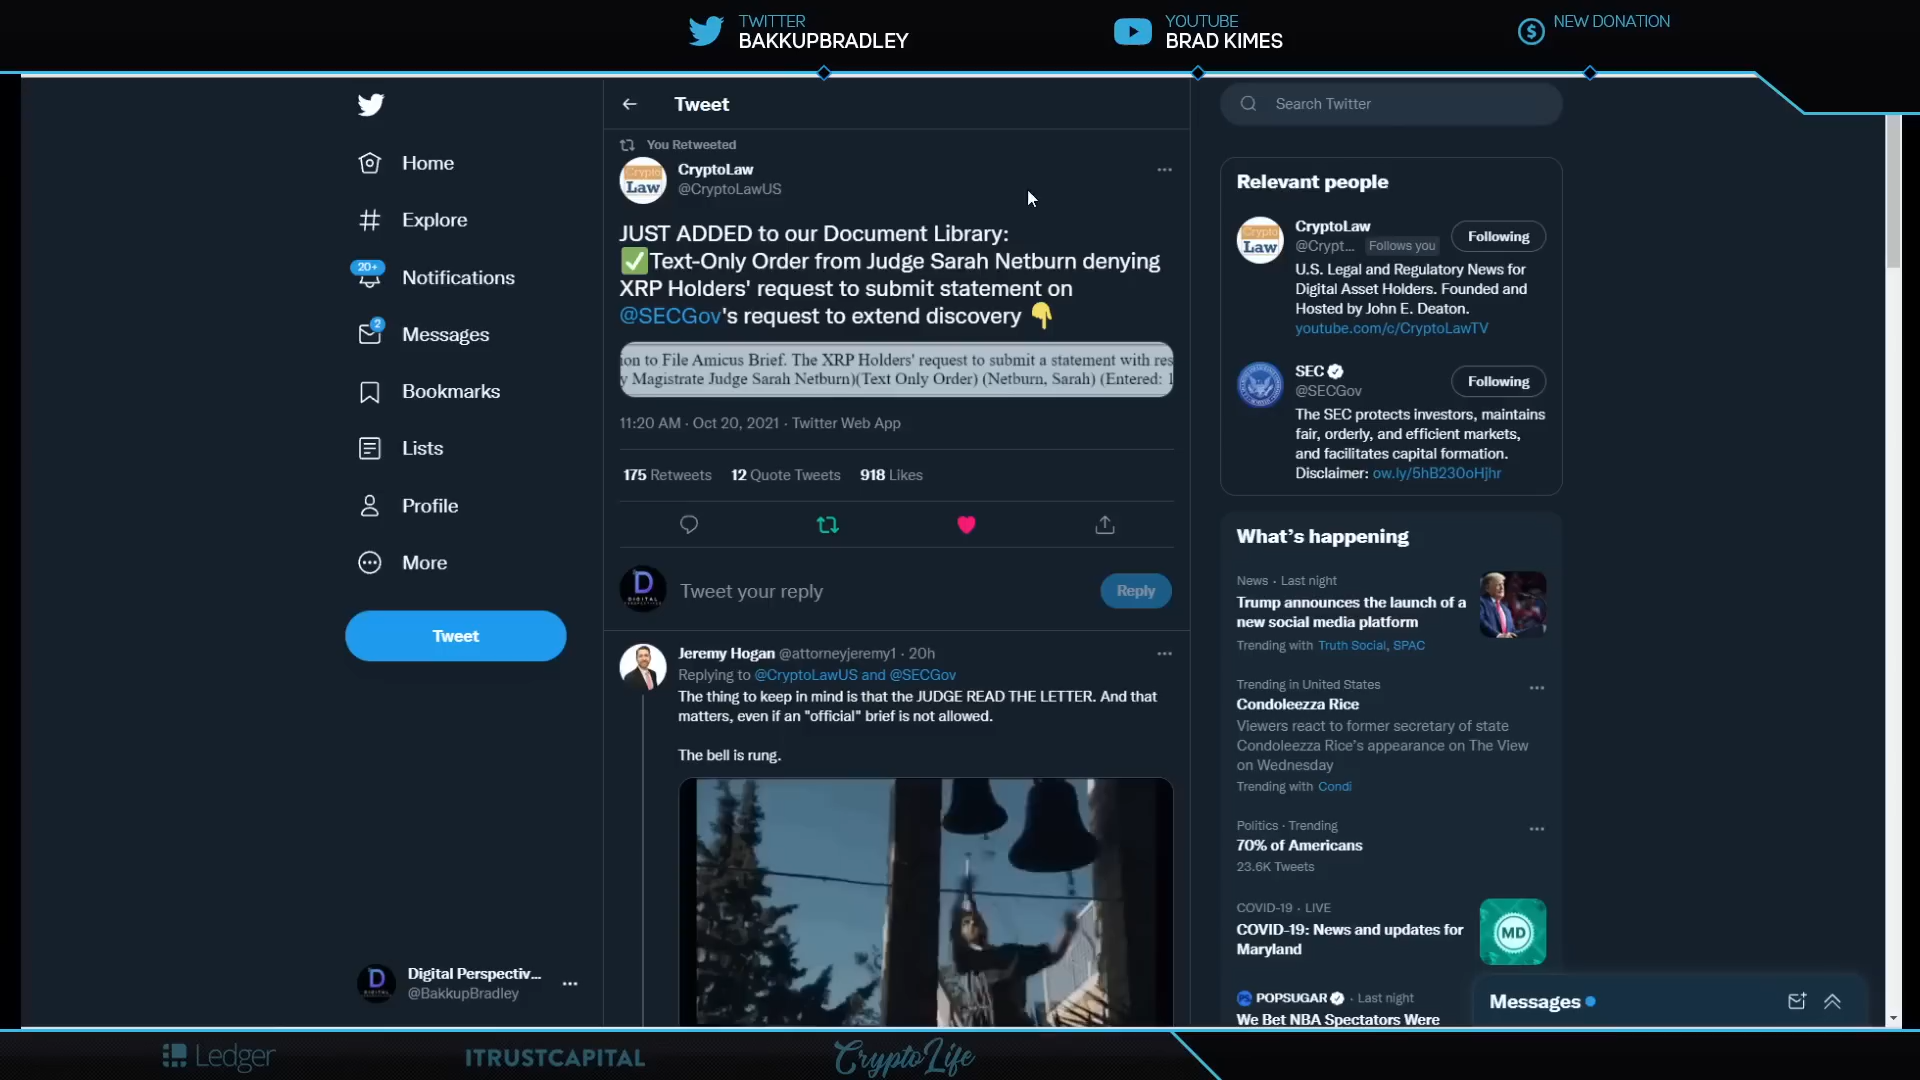 TWITTER
BAKKUPBRADLEY
YOUTUBE
BRAD KIMES
NEW DONATION
Home
Explore
20+
Notifications
2
Messages
Bookmarks
Lists
Profile
More
Tweet
Digital Perspectiv...
@BakkupBradley
Tweet
You Retweeted
Crypto
Law
CryptoLaw
@CryptoLawUS
JUST ADDED to our Document Library:
✅Text-Only Order from Judge Sarah Netburn denying
XRP Holders' request to submit statement on
@SECGov's request to extend discovery 👇
ion to File Amicus Brief. The XRP Holders' request to submit a statement with res
y Magistrate Judge Sarah Netburn)(Text Only Order) (Netburn, Sarah) (Entered: 1
11:20 AM · Oct 20, 2021 · Twitter Web App
175 Retweets 12 Quote Tweets 918 Likes
D
DIGITAL
Tweet your reply
Reply
Jeremy Hogan @attorneyjeremy1 · 20h
Replying to @CryptoLawUS and @SECGov
The thing to keep in mind is that the JUDGE READ THE LETTER. And that
matters, even if an "official" brief is not allowed.
The bell is rung.
Search Twitter
Relevant people
Crypto
Law
CryptoLaw
@Crypt... Follows you
Following
U.S. Legal and Regulatory News for
Digital Asset Holders. Founded and
Hosted by John E. Deaton.
youtube.com/c/CryptoLawTV
SEC
@SECGov
Following
The SEC protects investors, maintains
fair, orderly, and efficient markets,
and facilitates capital formation.
Disclaimer: ow.ly/5hB230oHjhr
What's happening
News · Last night
Trump announces the launch of a
new social media platform
Trending with Truth Social, SPAC
Trending in United States
Condoleezza Rice
Viewers react to former secretary of state
Condoleezza Rice's appearance on The View
on Wednesday
Trending with Condi
Politics · Trending
70% of Americans
23.6K Tweets
COVID-19 · LIVE
COVID-19: News and updates for
Maryland
MD
POPSUGAR · Last night
We Bet NBA Spectators Were
Messages
Ledger
ITRUSTCAPITAL
CryptoLife